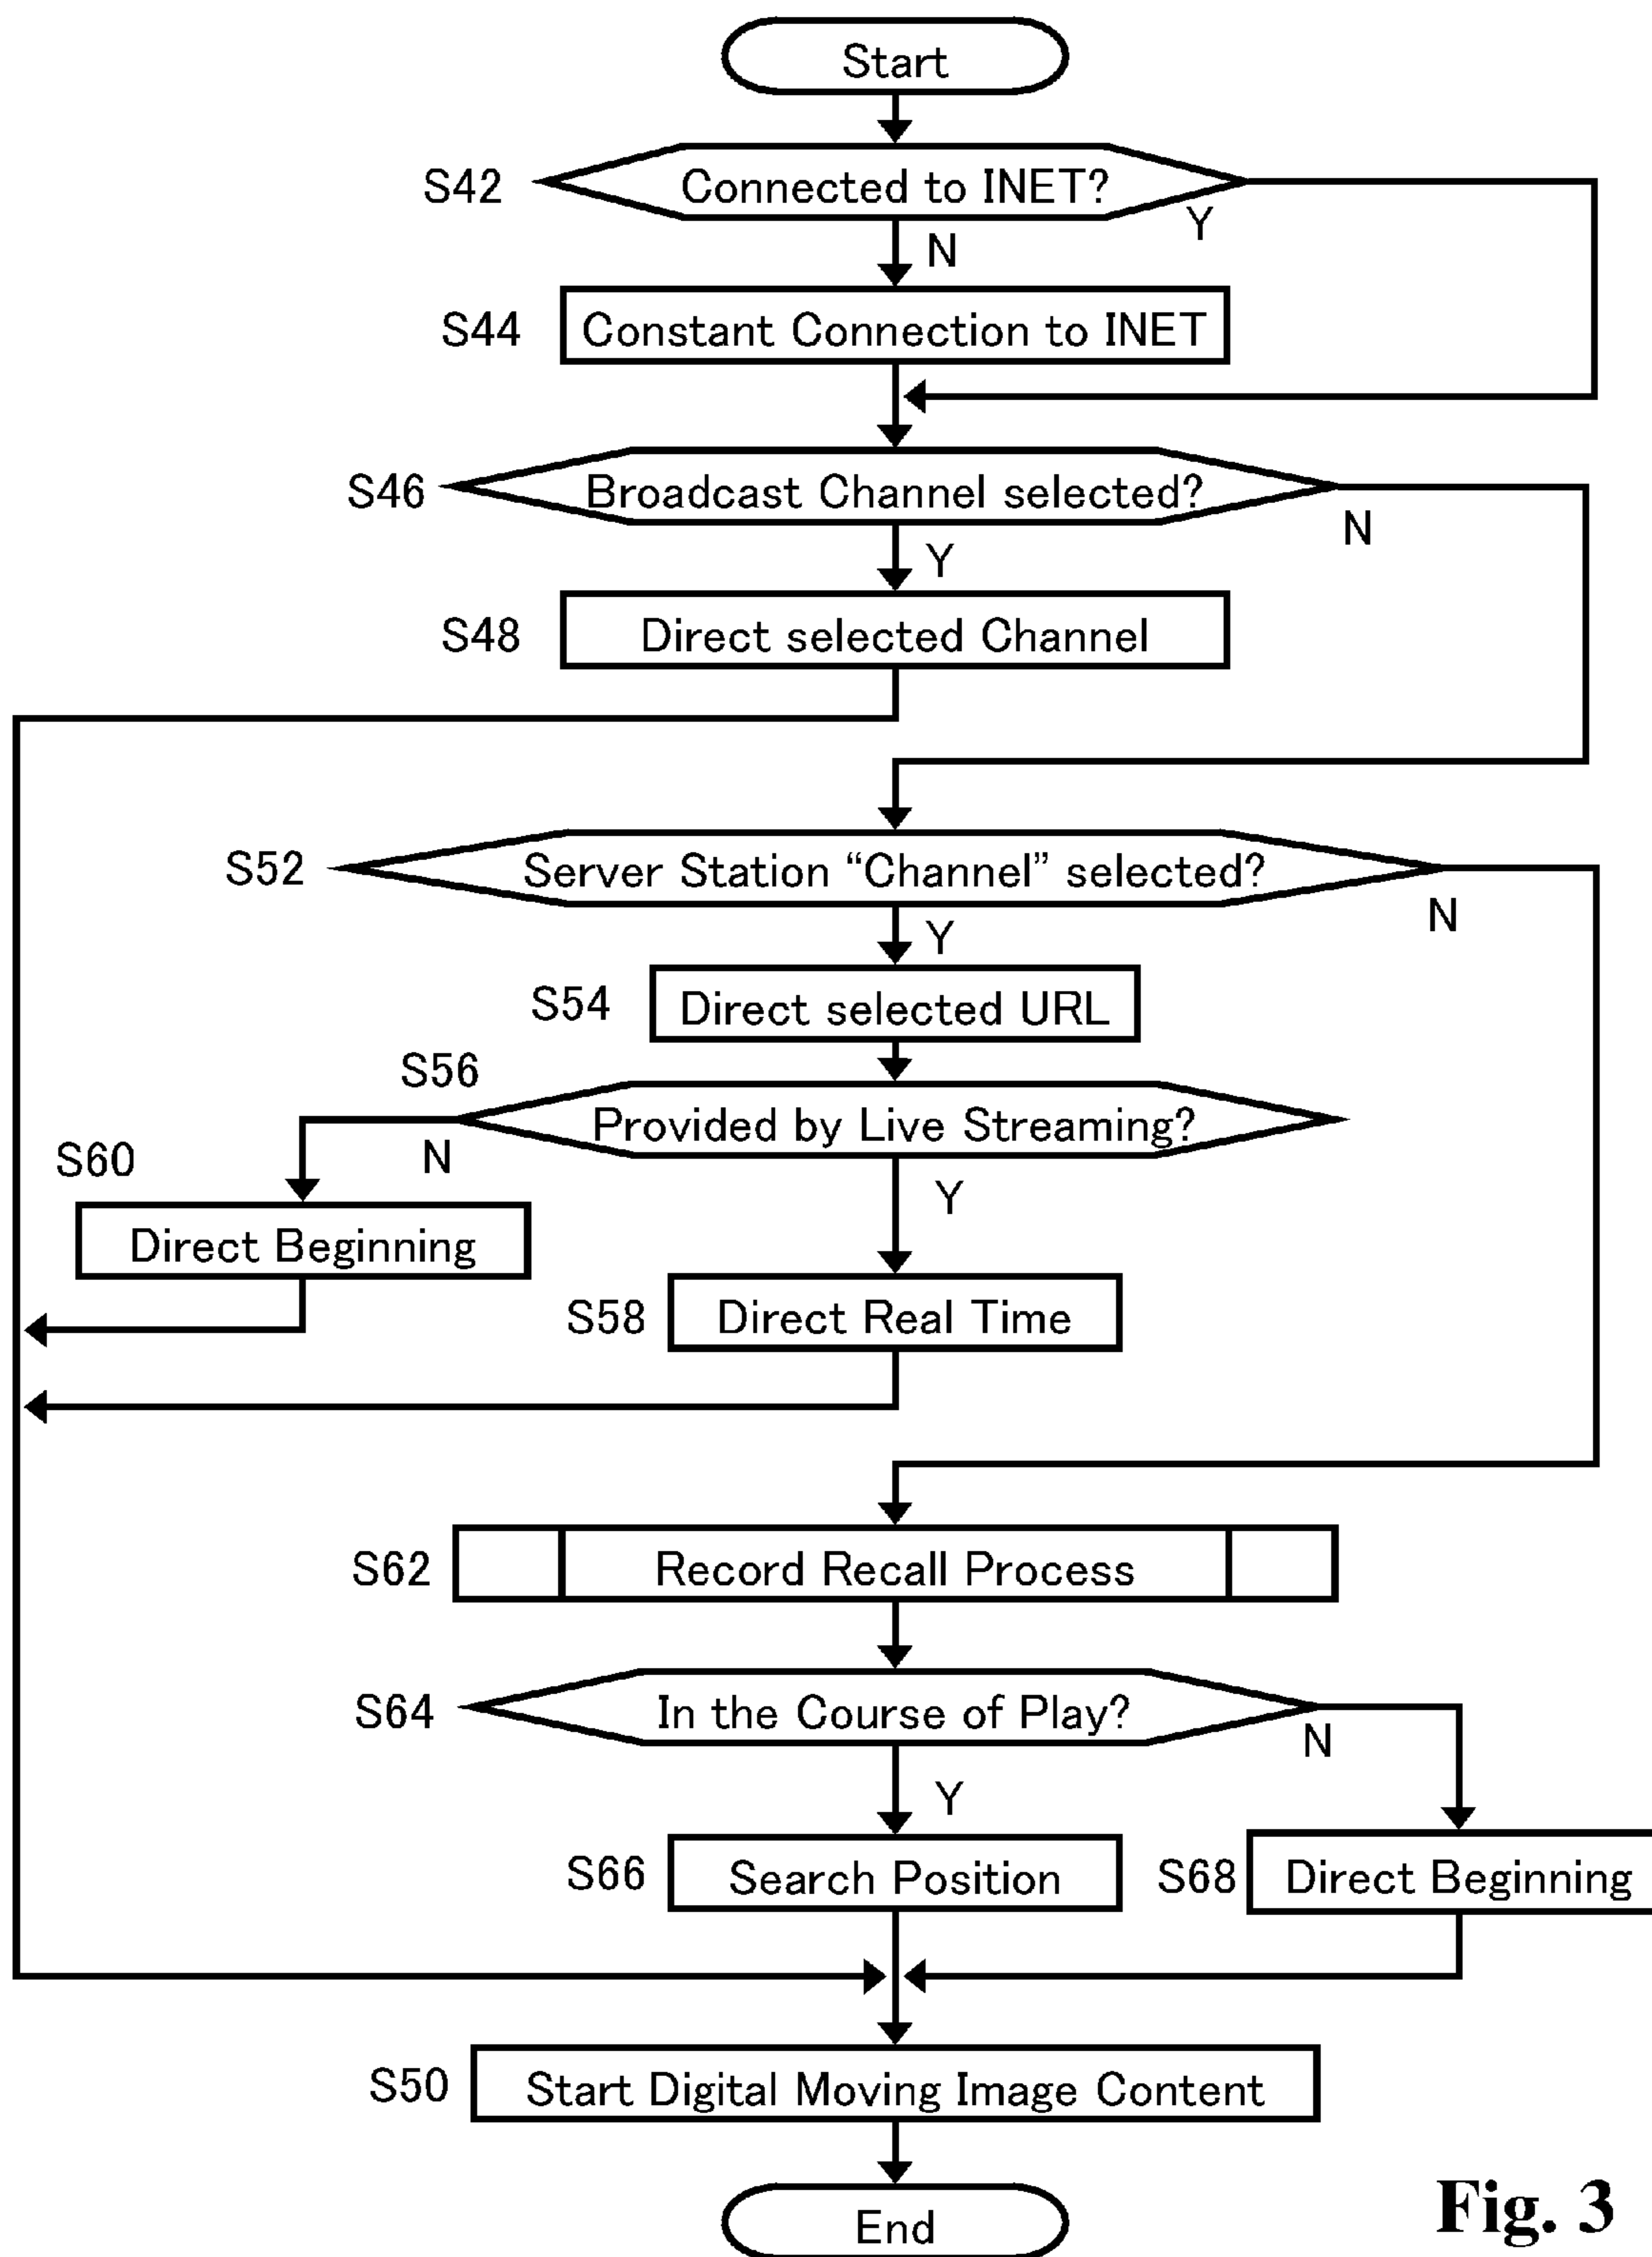 Start
S42
Connected to INET?
Y
N
S44
Constant Connection to INET
S46
Broadcast Channel selected?
N
Y
S48
Direct selected Channel
S52
Server Station “Channel” selected?
N
Y
S54
Direct selected URL
S56
Provided by Live Streaming?
S60
N
Y
Direct Beginning
S58
Direct Real Time
S62
Record Recall Process
S64
In the Course of Play?
N
Y
S66
Search Position
S68
Direct Beginning
S50
Start Digital Moving Image Content
End
Fig. 3